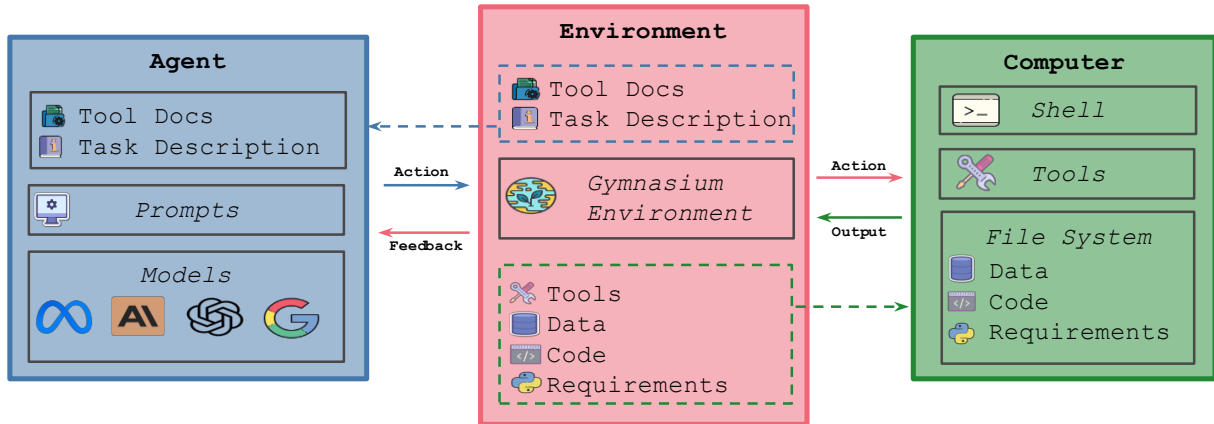 Agent
Tool Docs
Task Description
Prompts
Models
Action
Feedback
Environment
Tool Docs
Task Description
Gymnasium
Environment
Tools
Data
Code
Requirements
Action
Output
Computer
>_
Shell
Tools
File System
Data
Code
Requirements